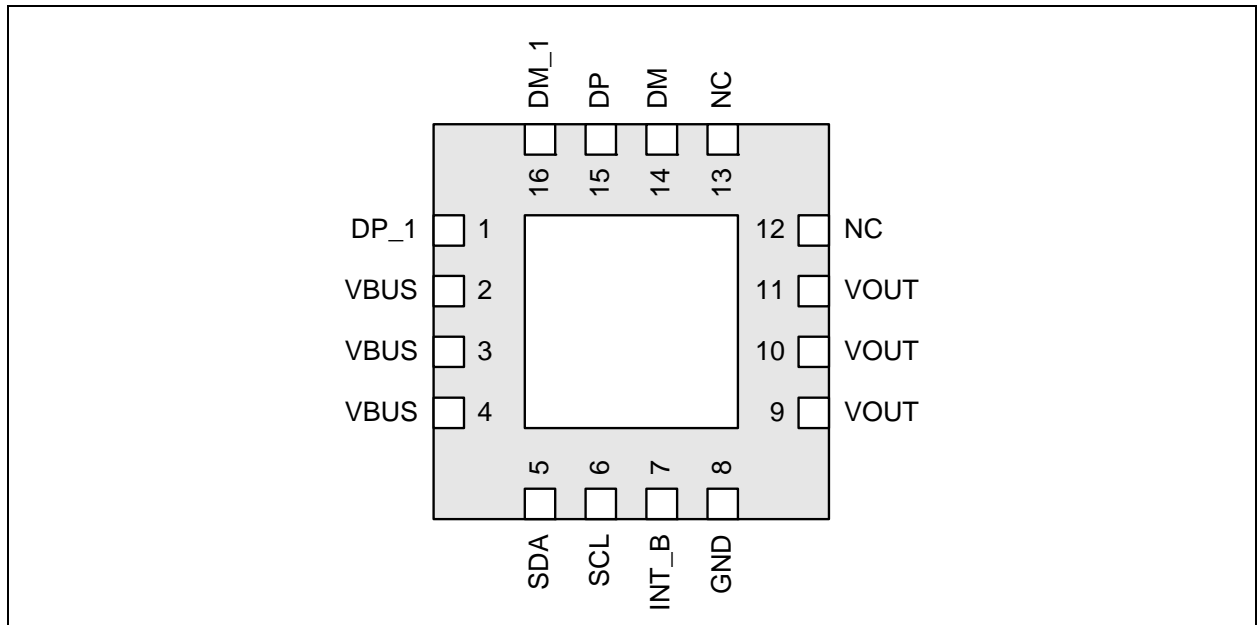 DM_1 DP DM NC
16 15 14 13
DP_1 1 12 NC
VBUS 2 11 VOUT
VBUS 3 10 VOUT
VBUS 4 9 VOUT
5 6 7 8
SDA SCL INT_B GND